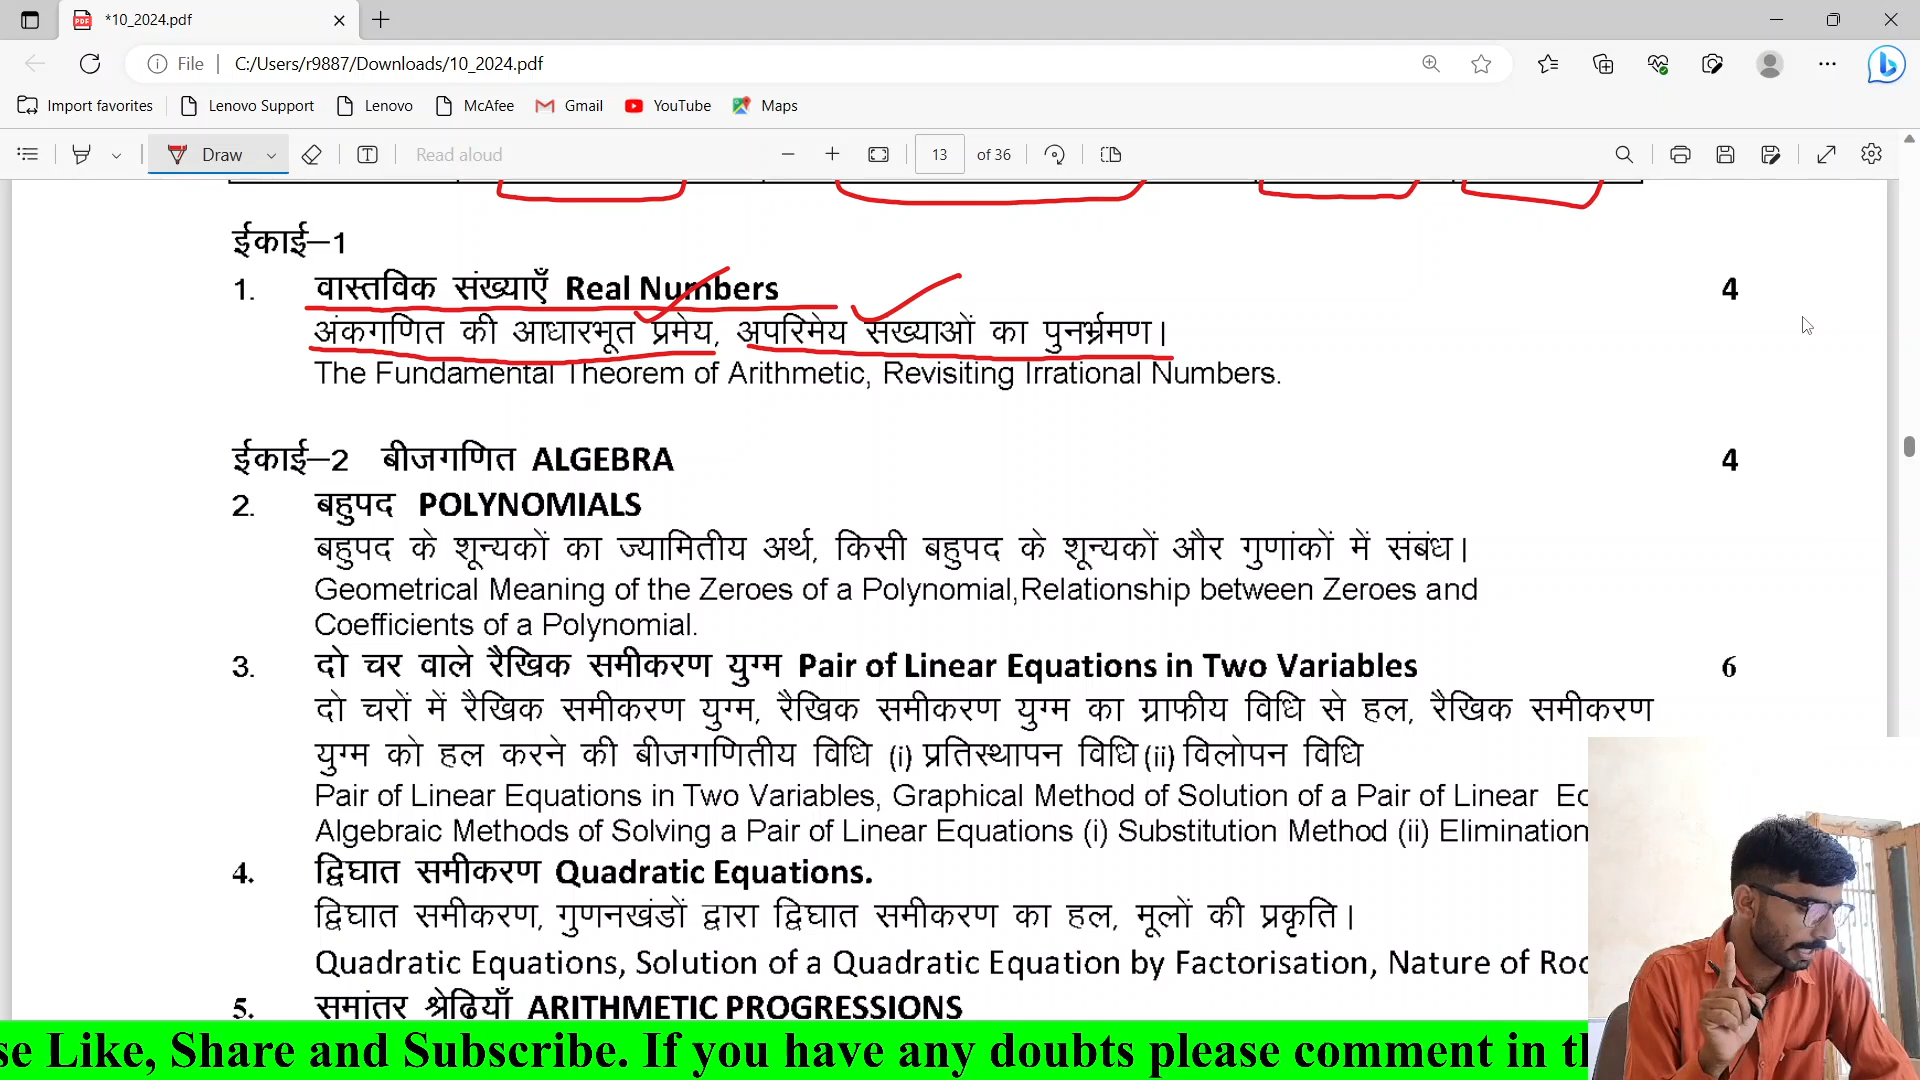 *10_2024.pdf
File C:/Users/r9887/Downloads/10_2024.pdf
Import favorites Lenovo Support Lenovo McAfee Gmail YouTube Maps
Draw Read aloud 13 of 36
ईकाई–1
1. वास्तविक संख्याएँ Real Numbers 4
अंकगणित की आधारभूत प्रमेय, अपरिमेय सख्याओं का पुनर्भ्रमण।
The Fundamental Theorem of Arithmetic, Revisiting Irrational Numbers.
ईकाई–2 बीजगणित ALGEBRA 4
2. बहुपद POLYNOMIALS
बहुपद के शून्यकों का ज्यामितीय अर्थ, किसी बहुपद के शून्यकों और गुणांकों में संबंध।
Geometrical Meaning of the Zeroes of a Polynomial,Relationship between Zeroes and
Coefficients of a Polynomial.
3. दो चर वाले रैखिक समीकरण युग्म Pair of Linear Equations in Two Variables 6
दो चरों में रैखिक समीकरण युग्म, रैखिक समीकरण युग्म का ग्राफीय विधि से हल, रैखिक समीकरण
युग्म को हल करने की बीजगणितीय विधि (i) प्रतिस्थापन विधि (ii) विलोपन विधि
Pair of Linear Equations in Two Variables, Graphical Method of Solution of a Pair of Linear
Algebraic Methods of Solving a Pair of Linear Equations (i) Substitution Method (ii) Elimination
4. द्विघात समीकरण Quadratic Equations.
द्विघात समीकरण, गुणनखंडों द्वारा द्विघात समीकरण का हल, मूलों की प्रकृति।
Quadratic Equations, Solution of a Quadratic Equation by Factorisation, Nature of
5. समांतर श्रेढियाँ ARITHMETIC PROGRESSIONS
se Like, Share and Subscribe. If you have any doubts please comment in